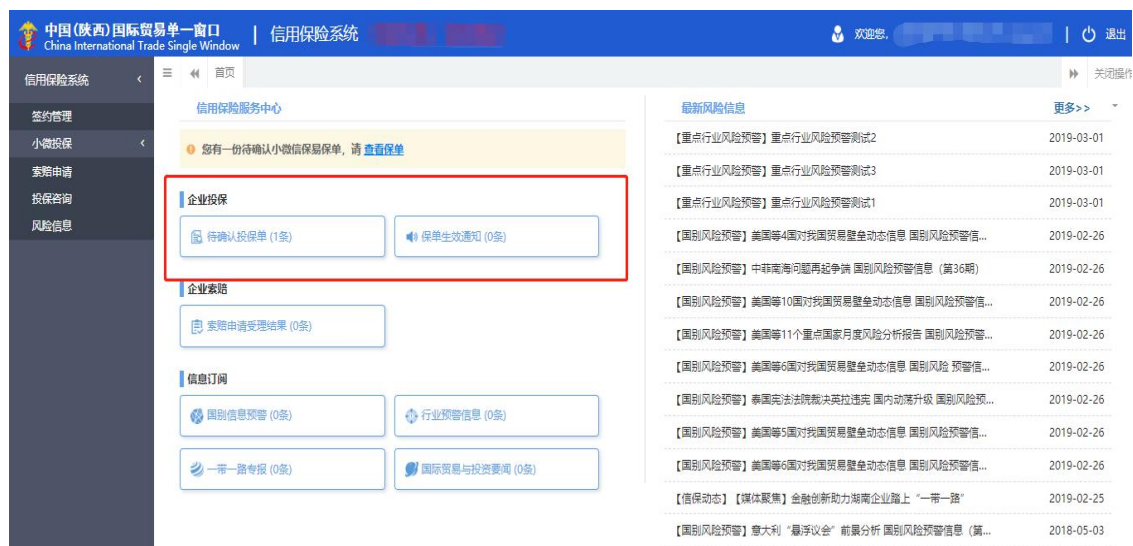 中国(陕西)国际贸易单一窗口
China International Trade Single Window
信用保险系统
欢迎您,
退出
信用保险系统
签约管理
小微投保
索赔申请
投保咨询
风险信息
首页
关闭操作
信用保险服务中心
您有一份待确认小微信保易保单, 请 查看保单
企业投保
待确认投保单 (1条)
保单生效通知 (0条)
企业索赔
索赔申请受理结果 (0条)
信息订阅
国别信息预警 (0条)
行业预警信息 (0条)
一带一路专报 (0条)
国际贸易与投资要闻 (0条)
最新风险信息
更多>>
【重点行业风险预警】重点行业风险预警测试2 2019-03-01
【重点行业风险预警】重点行业风险预警测试3 2019-03-01
【重点行业风险预警】重点行业风险预警测试1 2019-03-01
【国别风险预警】美国等4国对我国贸易壁垒动态信息 国别风险预警信... 2019-02-26
【国别风险预警】中菲南海问题再起争端 国别风险预警信息（第36期） 2019-02-26
【国别风险预警】美国等10国对我国贸易壁垒动态信息 国别风险预警信... 2019-02-26
【国别风险预警】美国等11个重点国家月度风险分析报告 国别风险预警... 2019-02-26
【国别风险预警】美国等6国对我国贸易壁垒动态信息 国别风险 预警信... 2019-02-26
【国别风险预警】泰国宪法法院裁决英拉违宪 国内动荡升级 国别风险预... 2019-02-26
【国别风险预警】美国等5国对我国贸易壁垒动态信息 国别风险预警信... 2019-02-26
【国别风险预警】美国等6国对我国贸易壁垒动态信息 国别风险预警信... 2019-02-26
【信保动态】【媒体聚焦】金融创新助力湖南企业踏上“一带一路” 2019-02-25
【国别风险预警】意大利“悬浮议会”前景分析 国别风险预警信息（第... 2018-05-03